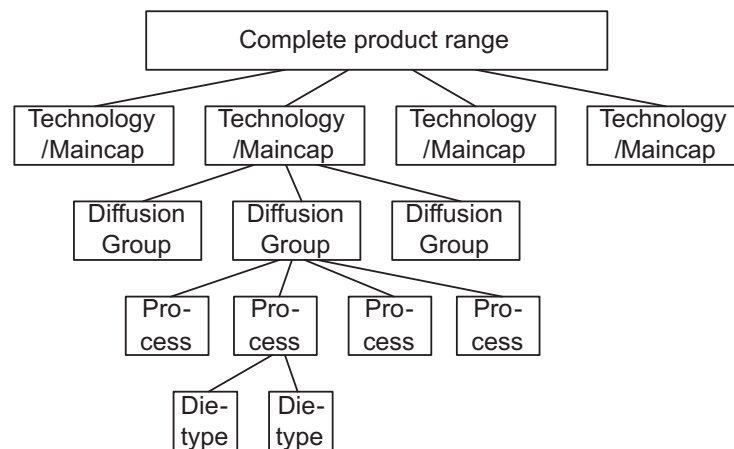 Complete product range
Technology
/Maincap
Technology
/Maincap
Technology
/Maincap
Technology
/Maincap
Diffusion
Group
Diffusion
Group
Diffusion
Group
Pro-
cess
Pro-
cess
Pro-
cess
Pro-
cess
Die-
type
Die-
type